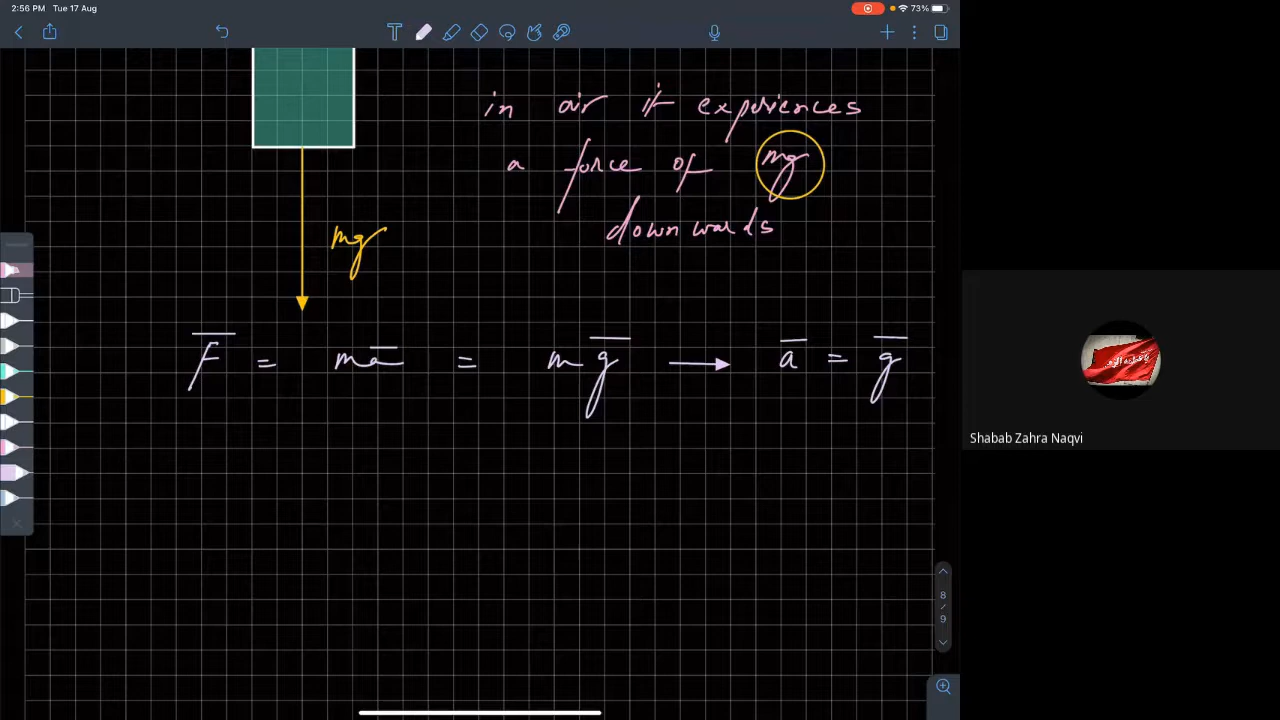 2:56 PM Tue 17 Aug
73%
in air it experiences
a force of mg
downwards
mg
F̅ = ma̅ = mg̅ → a̅ = g̅
Shabab Zahra Naqvi
8
/
9